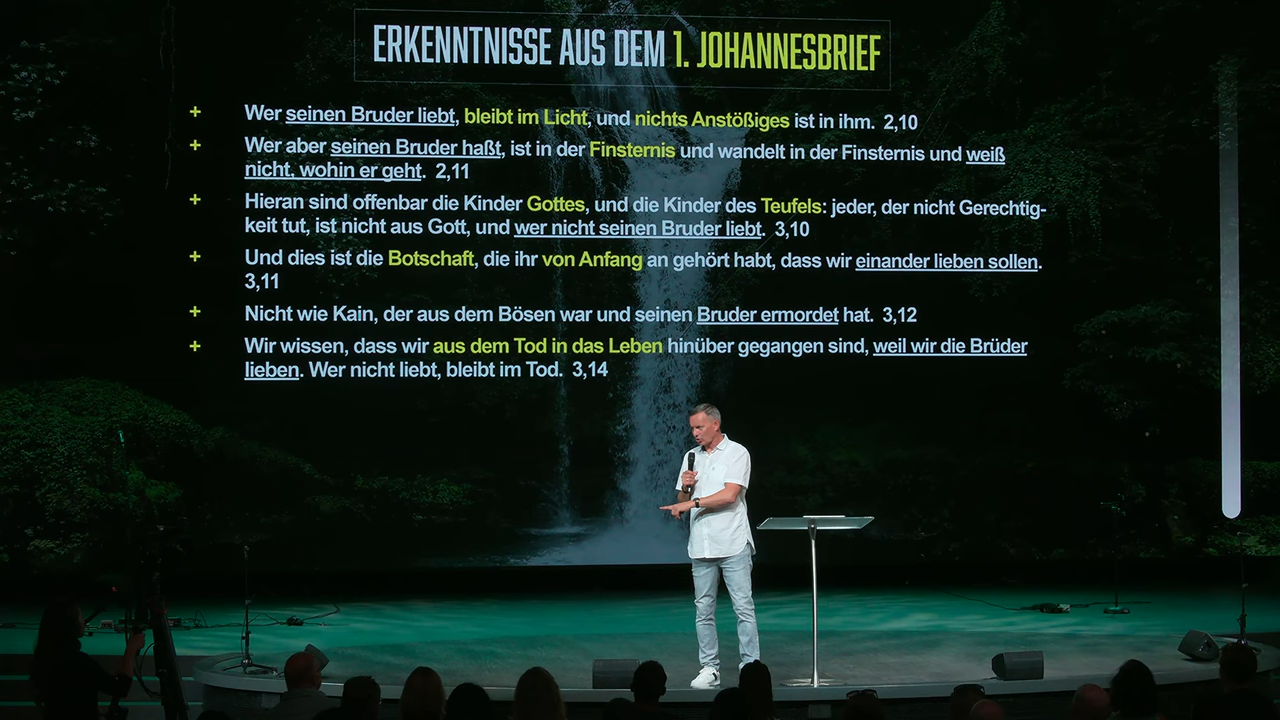 ERKENNTNISSE AUS DEM 1. JOHANNESBRIEF
+ Wer seinen Bruder liebt, bleibt im Licht, und nichts Anstößiges ist in ihm. 2,10
+ Wer aber seinen Bruder haßt, ist in der Finsternis und wandelt in der Finsternis und weiß
nicht, wohin er geht. 2,11
+ Hieran sind offenbar die Kinder Gottes, und die Kinder des Teufels: jeder, der nicht Gerechtig-
keit tut, ist nicht aus Gott, und wer nicht seinen Bruder liebt. 3,10
+ Und dies ist die Botschaft, die ihr von Anfang an gehört habt, dass wir einander lieben sollen.
3,11
+ Nicht wie Kain, der aus dem Bösen war und seinen Bruder ermordet hat. 3,12
+ Wir wissen, dass wir aus dem Tod in das Leben hinüber gegangen sind, weil wir die Brüder
lieben. Wer nicht liebt, bleibt im Tod. 3,14